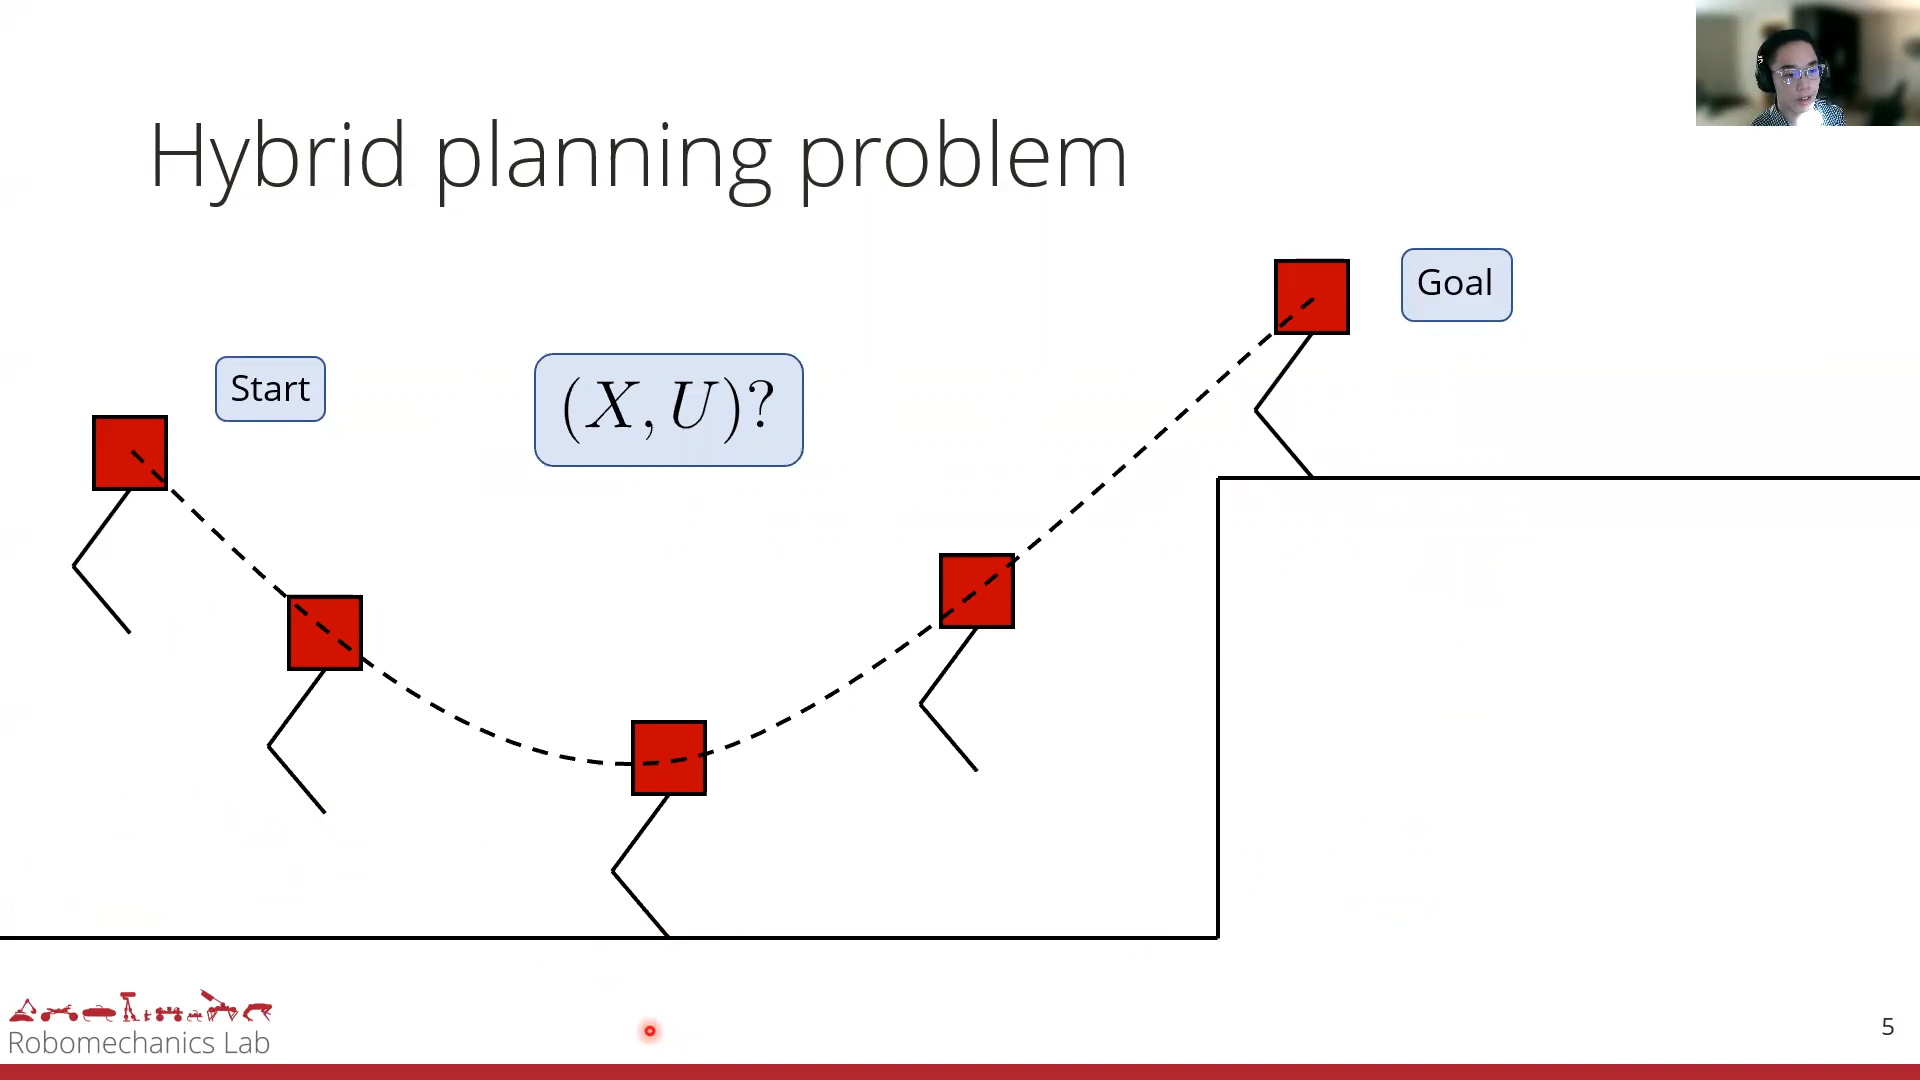 Hybrid planning problem
Goal
Start
(X, U)?
Robomechanics Lab
5